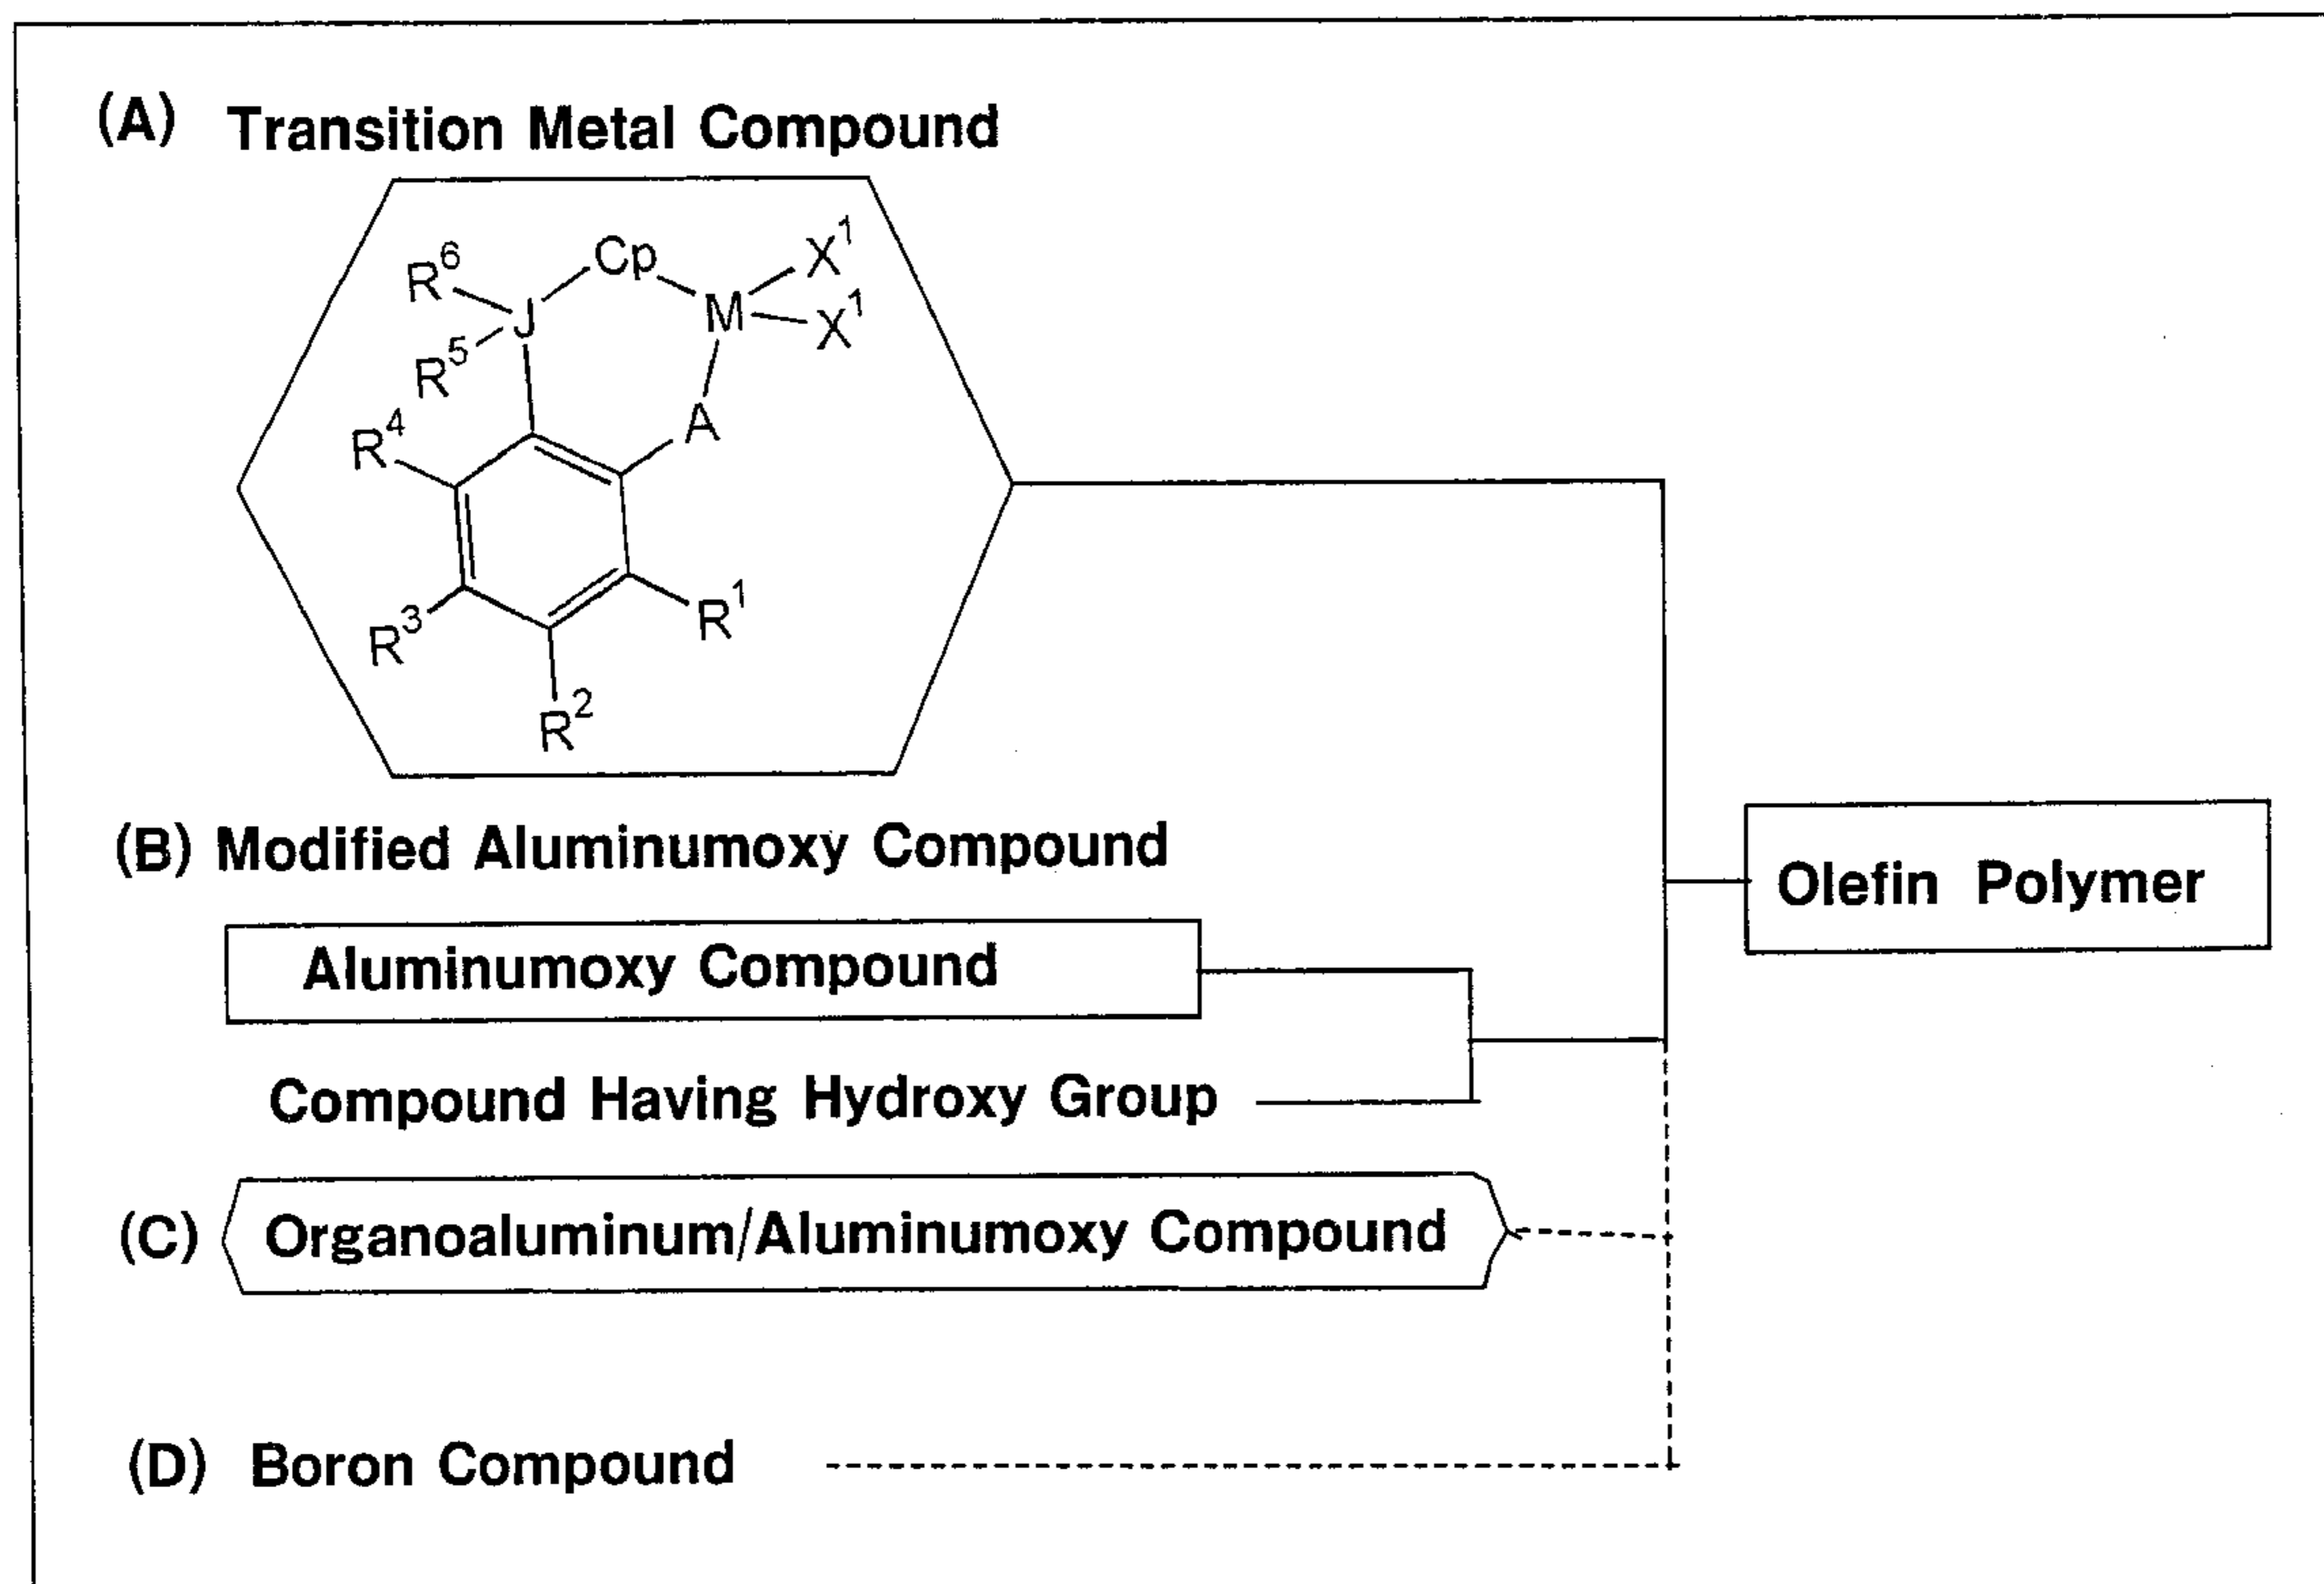 (A) Transition Metal Compound
R6 Cp X1
J M X1
R5
R4 A
R3 R1
R2
(B) Modified Aluminumoxy Compound
Olefin Polymer
Aluminumoxy Compound
Compound Having Hydroxy Group
(C) Organoaluminum/Aluminumoxy Compound
(D) Boron Compound